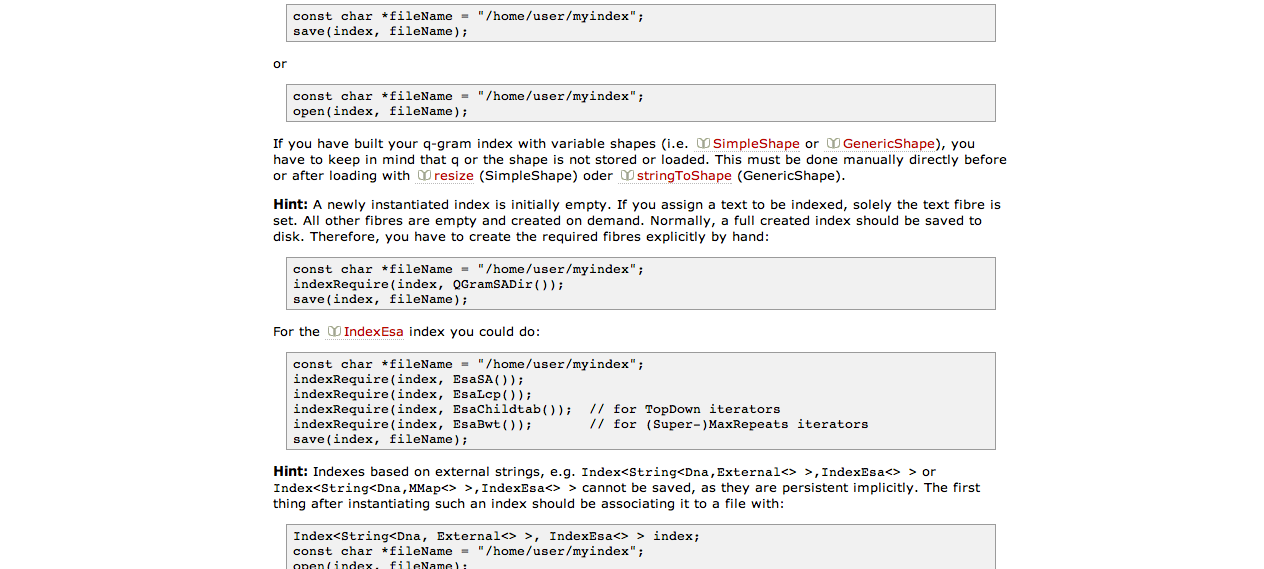 const char *fileName = "/home/user/myindex";
save(index, fileName);
or
const char *fileName = "/home/user/myindex";
open(index, fileName);
If you have built your q-gram index with variable shapes (i.e. SimpleShape or GenericShape), you
have to keep in mind that q or the shape is not stored or loaded. This must be done manually directly before
or after loading with resize (SimpleShape) oder stringToShape (GenericShape).
Hint: A newly instantiated index is initially empty. If you assign a text to be indexed, solely the text fibre is
set. All other fibres are empty and created on demand. Normally, a full created index should be saved to
disk. Therefore, you have to create the required fibres explicitly by hand:
const char *fileName = "/home/user/myindex";
indexRequire(index, QGramSADir());
save(index, fileName);
For the IndexEsa index you could do:
const char *fileName = "/home/user/myindex";
indexRequire(index, EsaSA());
indexRequire(index, EsaLcp());
indexRequire(index, EsaChildtab());  // for TopDown iterators
indexRequire(index, EsaBwt());       // for (Super-)MaxRepeats iterators
save(index, fileName);
Hint: Indexes based on external strings, e.g. Index<String<Dna,External<> >,IndexEsa<> > or
Index<String<Dna,MMap<> >,IndexEsa<> > cannot be saved, as they are persistent implicitly. The first
thing after instantiating such an index should be associating it to a file with:
Index<String<Dna, External<> >, IndexEsa<> > index;
const char *fileName = "/home/user/myindex";
open(index, fileName);